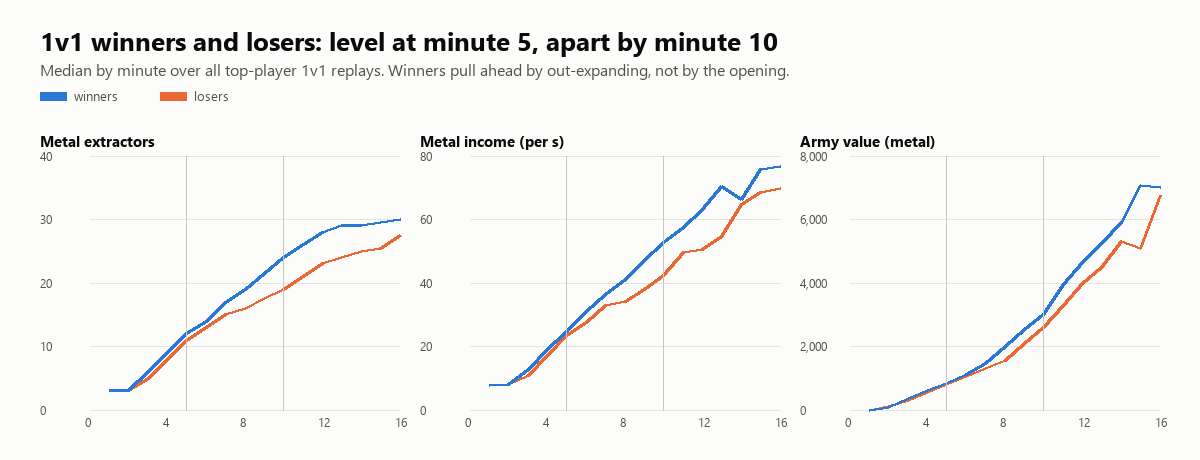 1v1 winners and losers: level at minute 5, apart by minute 10
Median by minute over all top-player 1v1 replays. Winners pull ahead by out-expanding, not by the opening.
winners losers
Metal extractors
40
30
20
10
0
0 4 8 12 16
Metal income (per s)
80
60
40
20
0
0 4 8 12 16
Army value (metal)
8,000
6,000
4,000
2,000
0
0 4 8 12 16